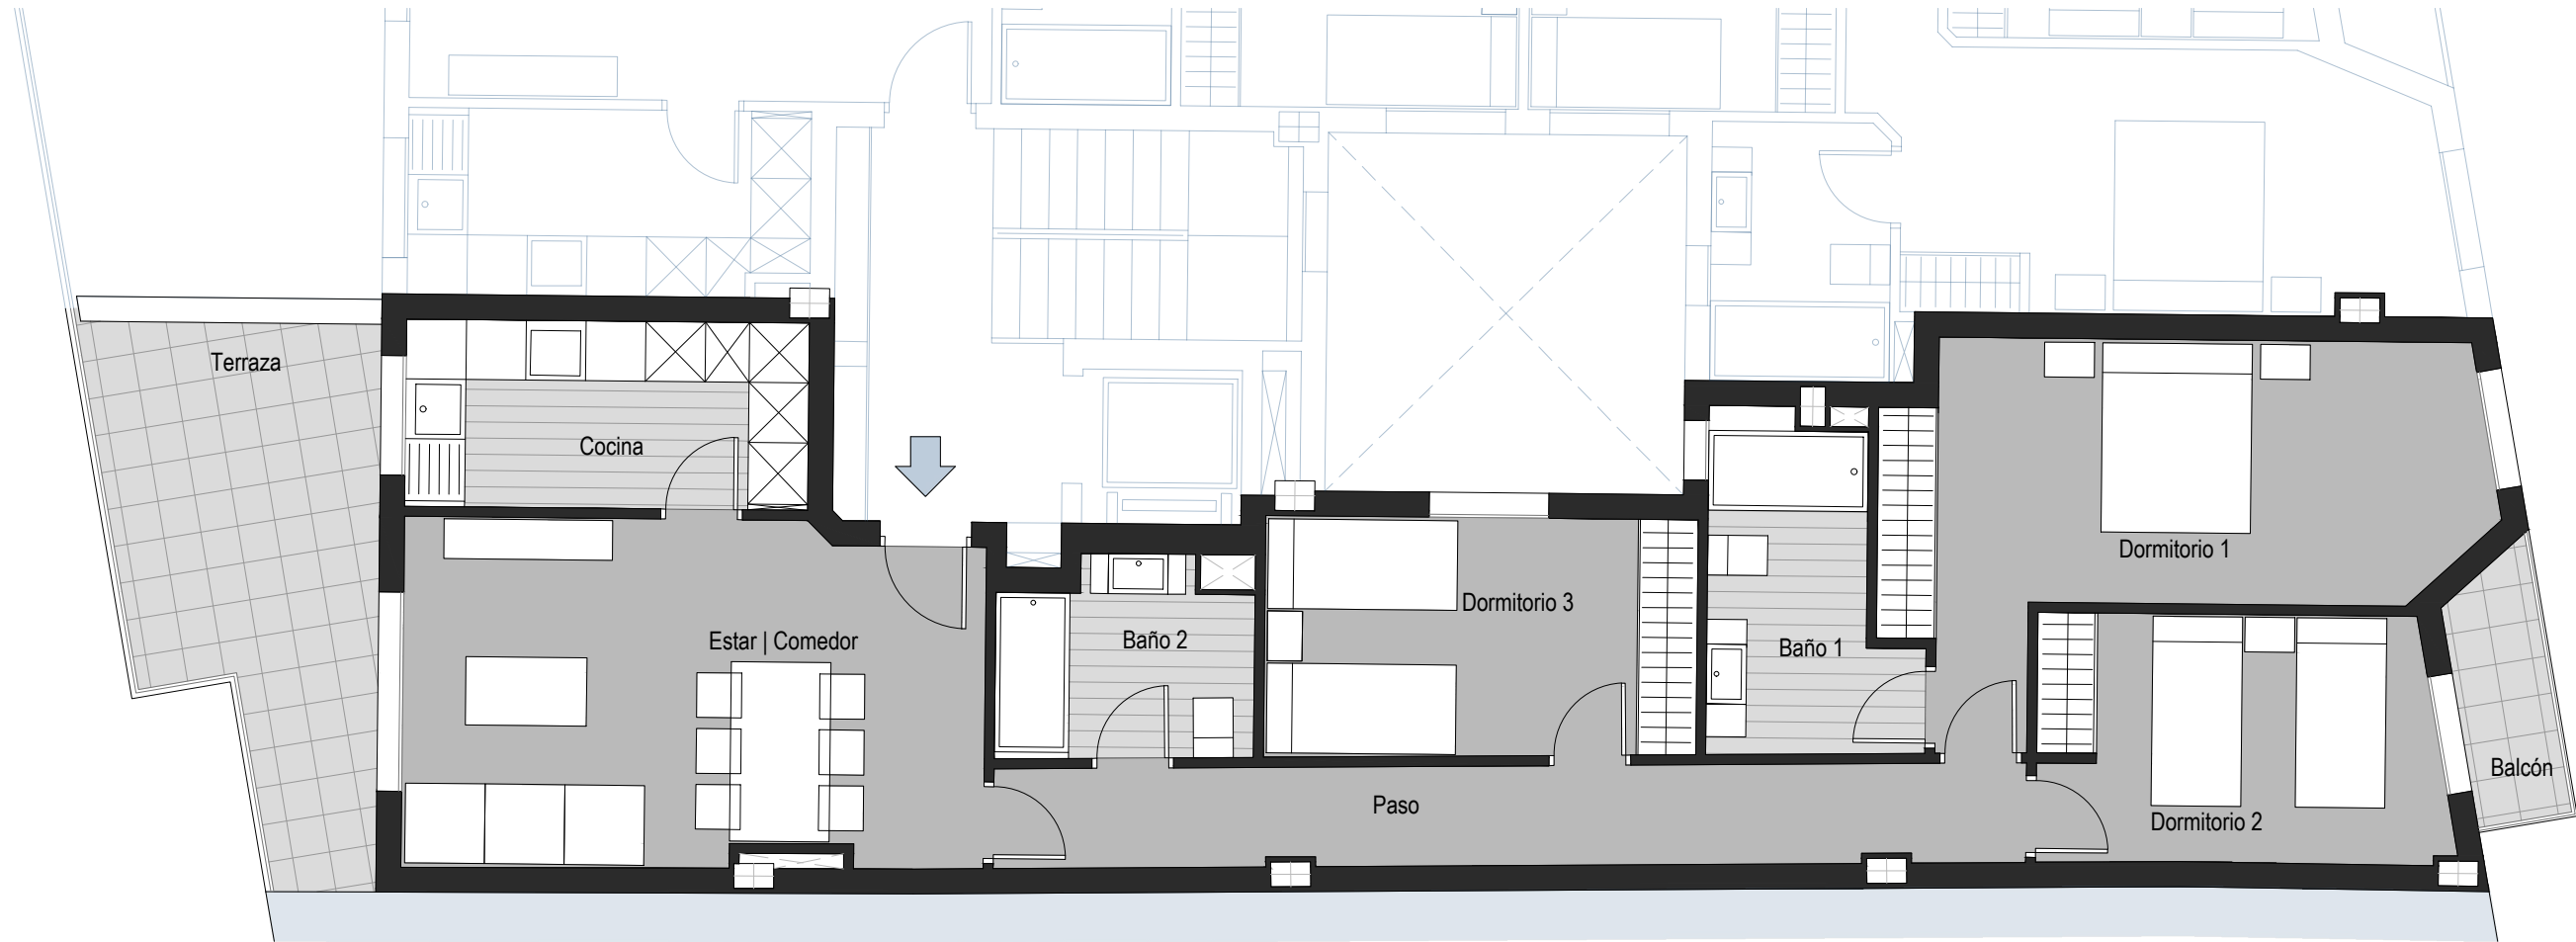 Terraza
Cocina
Estar | Comedor
Baño 2
Dormitorio 3
Baño 1
Dormitorio 1
Paso
Dormitorio 2
Balcón